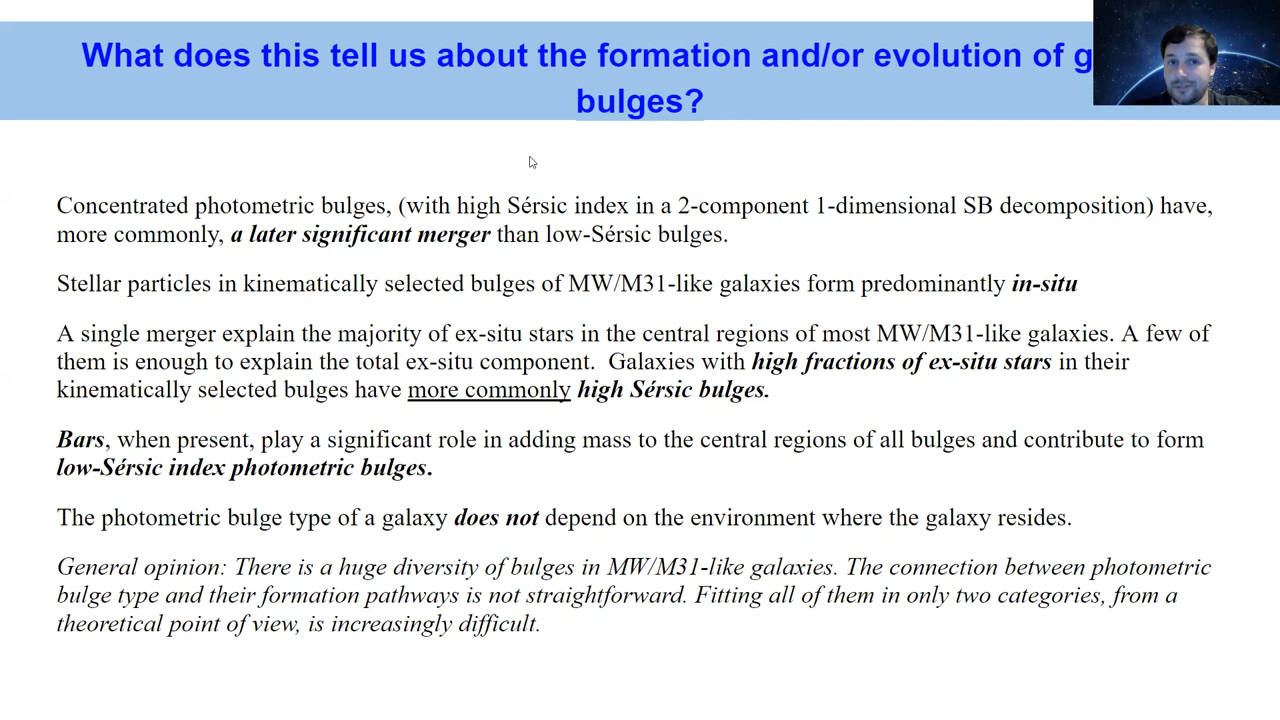 What does this tell us about the formation and/or evolution of
bulges?
Concentrated photometric bulges, (with high Sérsic index in a 2-component 1-dimensional SB decomposition) have,
more commonly, a later significant merger than low-Sérsic bulges.
Stellar particles in kinematically selected bulges of MW/M31-like galaxies form predominantly in-situ
A single merger explain the majority of ex-situ stars in the central regions of most MW/M31-like galaxies. A few of
them is enough to explain the total ex-situ component. Galaxies with high fractions of ex-situ stars in their
kinematically selected bulges have more commonly high Sérsic bulges.
Bars, when present, play a significant role in adding mass to the central regions of all bulges and contribute to form
low-Sérsic index photometric bulges.
The photometric bulge type of a galaxy does not depend on the environment where the galaxy resides.
General opinion: There is a huge diversity of bulges in MW/M31-like galaxies. The connection between photometric
bulge type and their formation pathways is not straightforward. Fitting all of them in only two categories, from a
theoretical point of view, is increasingly difficult.